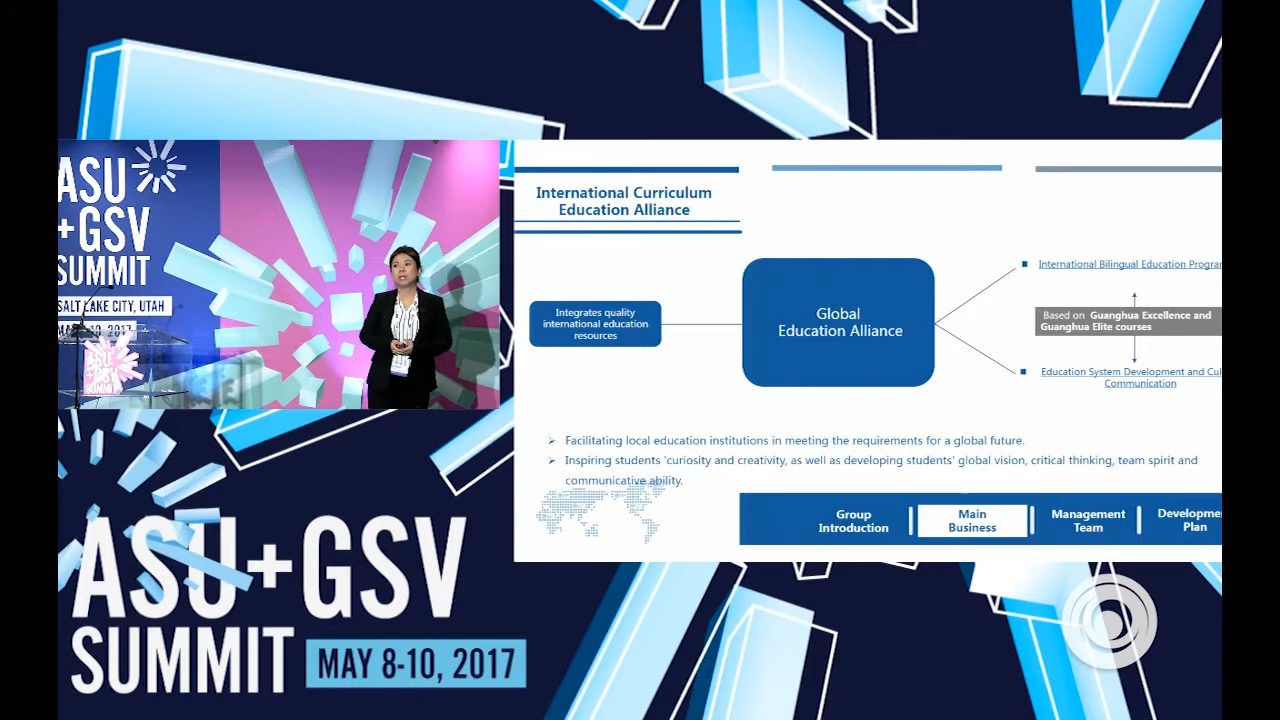 ASU
+GSV
SUMMIT
SALT LAKE CITY, UTAH
ASU
+GSV
SUMMIT
International Curriculum
Education Alliance
Integrates quality
international education
resources
Global
Education Alliance
International Bilingual Education
Based on Guanghua Excellence and
Guanghua Elite courses
Education System Development and
Communication
Facilitating local education institutions in meeting the requirements for a global future.
Inspiring students 'curiosity and creativity, as well as developing students' global vision, critical thinking, team spirit and
communicative ability.
Group
Introduction
Main
Business
Management
Team
Plan
ASU+GSV
SUMMIT
MAY 8-10, 2017